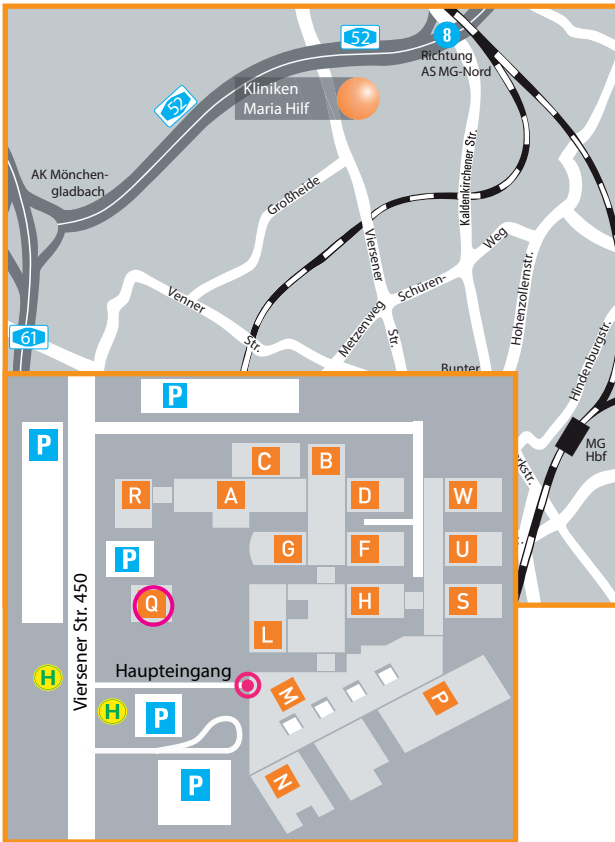 52
8
Richtung
AS MG-Nord
Kliniken
Maria Hilf
52
Kaldenkirchener Str.
AK Mönchen-
gladbach
Großheide
Viersener
Str.
Schüren-
Weg
Hohenzollernstr.
Venner
Str.
Metzenweg
61
Hindenburgstr.
Bunter
MG
Hbf
rkstr.
P
P
C
B
R
A
D
W
G
F
U
P
Q
H
S
L
Viersener Str. 450
Haupteingang
H
M
P
H
P
N
P